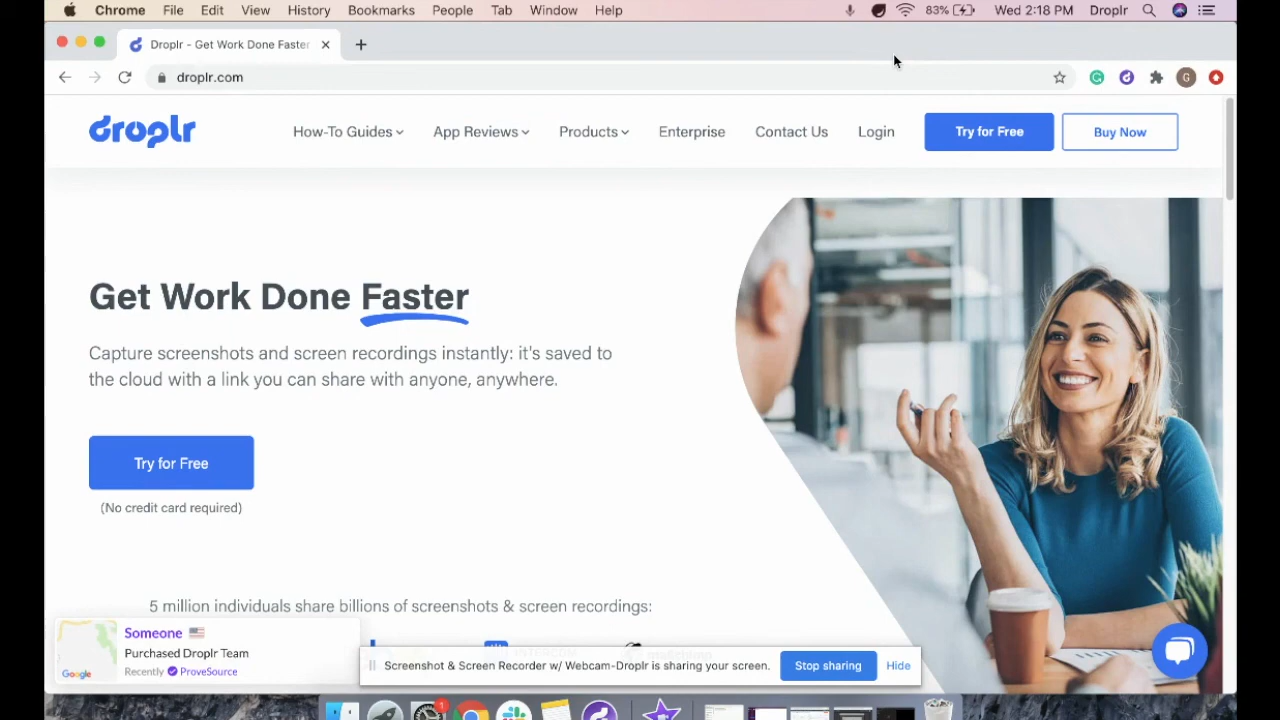 Chrome File Edit View History Bookmarks People Tab Window Help 83% Wed 2:18 PM Droplr
Droplr - Get Work Done Faster
droplr.com
G
droplr How-To Guides App Reviews Products Enterprise Contact Us Login Try for Free Buy Now
Get Work Done Faster
Capture screenshots and screen recordings instantly: it's saved to
the cloud with a link you can share with anyone, anywhere.
Try for Free
(No credit card required)
5 million individuals share billions of screenshots & screen recordings:
Someone
Purchased Droplr Team
Recently ProveSource
Google
INTERCOM
Screenshot & Screen Recorder w/ Webcam-Droplr is sharing your screen. Stop sharing Hide
1